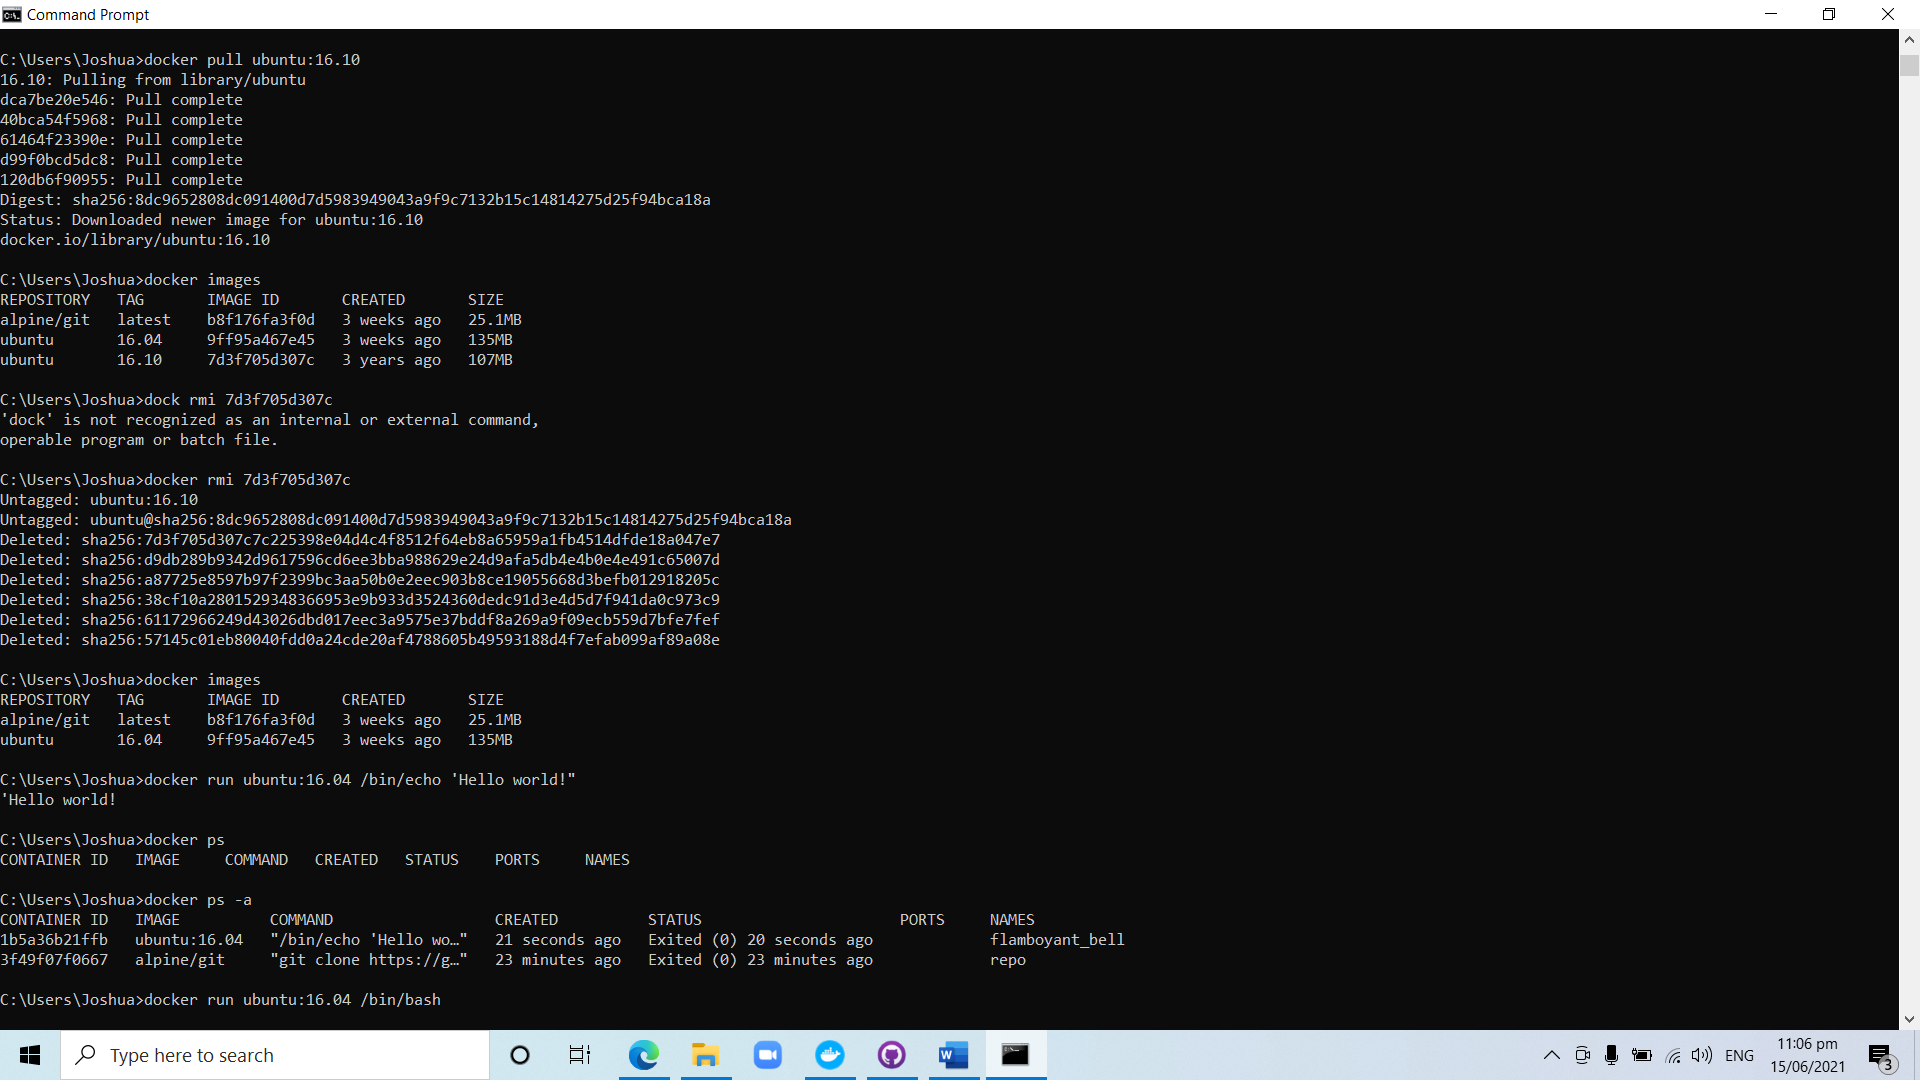 Command Prompt
C:\Users\Joshua>docker pull ubuntu:16.10
16.10: Pulling from library/ubuntu
dca7be20e546: Pull complete
40bca54f5968: Pull complete
61464f23390e: Pull complete
d99f0bcd5dc8: Pull complete
120db6f90955: Pull complete
Digest: sha256:8dc9652808dc091400d7d5983949043a9f9c7132b15c14814275d25f94bca18a
Status: Downloaded newer image for ubuntu:16.10
docker.io/library/ubuntu:16.10
C:\Users\Joshua>docker images
REPOSITORY   TAG       IMAGE ID       CREATED       SIZE
alpine/git   latest    b8f176fa3f0d   3 weeks ago   25.1MB
ubuntu       16.04     9ff95a467e45   3 weeks ago   135MB
ubuntu       16.10     7d3f705d307c   3 years ago   107MB
C:\Users\Joshua>dock rmi 7d3f705d307c
'dock' is not recognized as an internal or external command,
operable program or batch file.
C:\Users\Joshua>docker rmi 7d3f705d307c
Untagged: ubuntu:16.10
Untagged: ubuntu@sha256:8dc9652808dc091400d7d5983949043a9f9c7132b15c14814275d25f94bca18a
Deleted: sha256:7d3f705d307c7c225398e04d4c4f8512f64eb8a65959a1fb4514dfde18a047e7
Deleted: sha256:d9db289b9342d9617596cd6ee3bba988629e24d9afa5db4e4b0e4e491c65007d
Deleted: sha256:a87725e8597b97f2399bc3aa50b0e2eec903b8ce19055668d3befb012918205c
Deleted: sha256:38cf10a2801529348366953e9b933d3524360dedc91d3e4d5d7f941da0c973c9
Deleted: sha256:61172966249d43026dbd017eec3a9575e37bddf8a269a9f09ecb559d7bfe7fef
Deleted: sha256:57145c01eb80040fdd0a24cde20af4788605b49593188d4f7efab099af89a08e
C:\Users\Joshua>docker images
REPOSITORY   TAG       IMAGE ID       CREATED       SIZE
alpine/git   latest    b8f176fa3f0d   3 weeks ago   25.1MB
ubuntu       16.04     9ff95a467e45   3 weeks ago   135MB
C:\Users\Joshua>docker run ubuntu:16.04 /bin/echo 'Hello world!"
'Hello world!
C:\Users\Joshua>docker ps
CONTAINER ID   IMAGE     COMMAND   CREATED   STATUS    PORTS     NAMES
C:\Users\Joshua>docker ps -a
CONTAINER ID   IMAGE          COMMAND                  CREATED          STATUS                      PORTS     NAMES
1b5a36b21ffb   ubuntu:16.04   "/bin/echo 'Hello wo…"   21 seconds ago   Exited (0) 20 seconds ago             flamboyant_bell
3f49f07f0667   alpine/git     "git clone https://g…"   23 minutes ago   Exited (0) 23 minutes ago             repo
C:\Users\Joshua>docker run ubuntu:16.04 /bin/bash
Type here to search
ENG
11:06 pm
15/06/2021
3